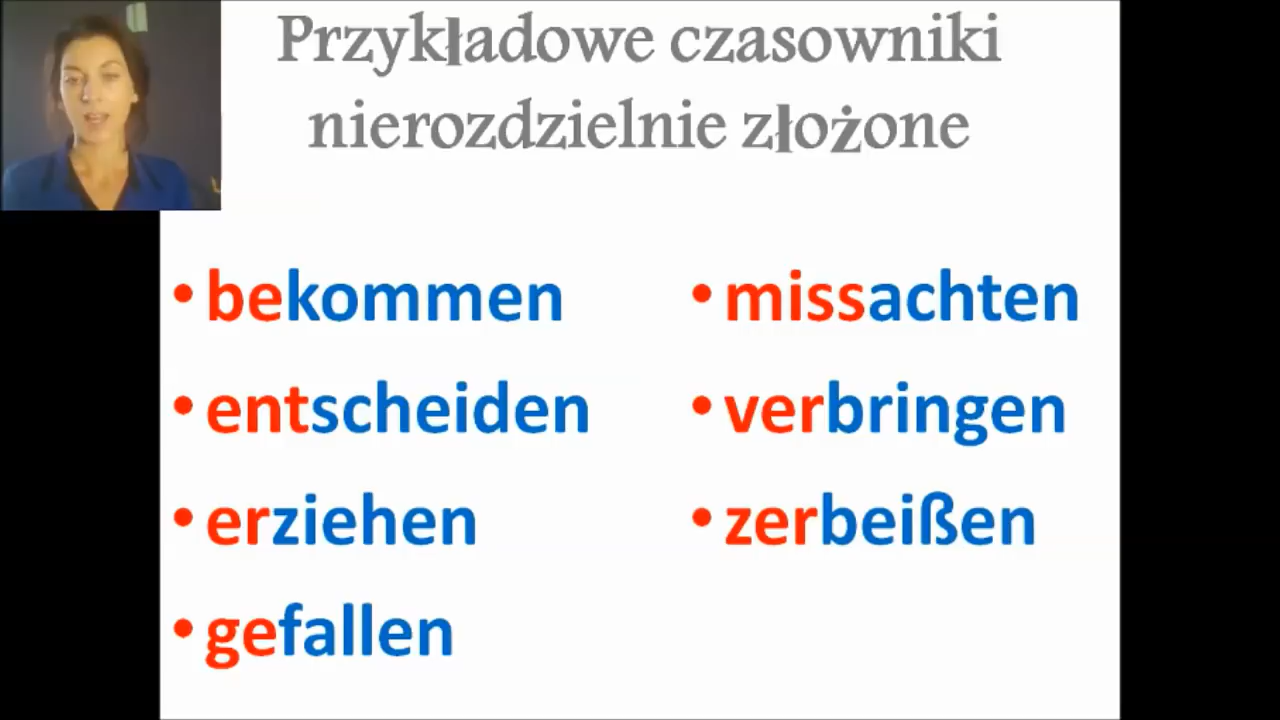 Przykładowe czasowniki
nierozdzielnie złożone
• bekommen
• entscheiden
• erziehen
• gefallen
• missachten
• verbringen
• zerbeißen